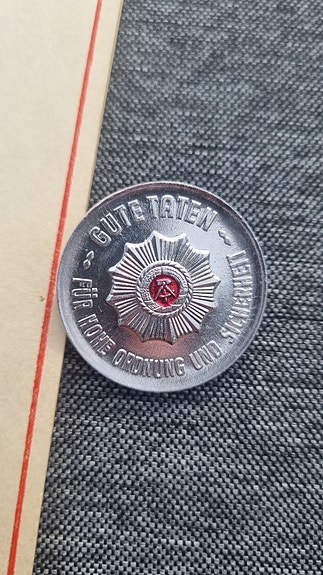 GUTE TATEN
FÜR HOHE ORDNUNG UND SICHERHEIT